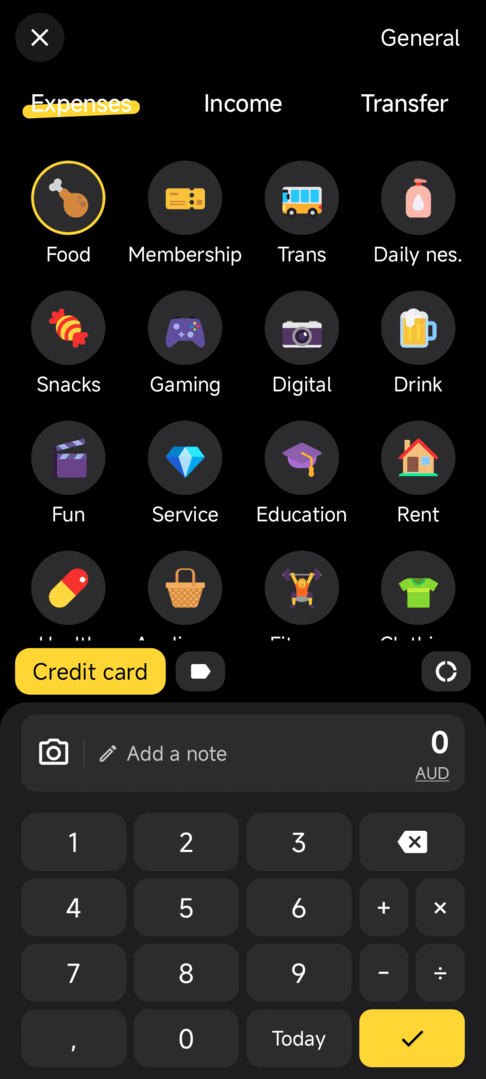 General
Expenses Income Transfer
Food Membership Trans Daily nes.
Snacks Gaming Digital Drink
Fun Service Education Rent
Credit card
Add a note
0
AUD
1 2 3
4 5 6 + ×
7 8 9 − ÷
, 0 Today